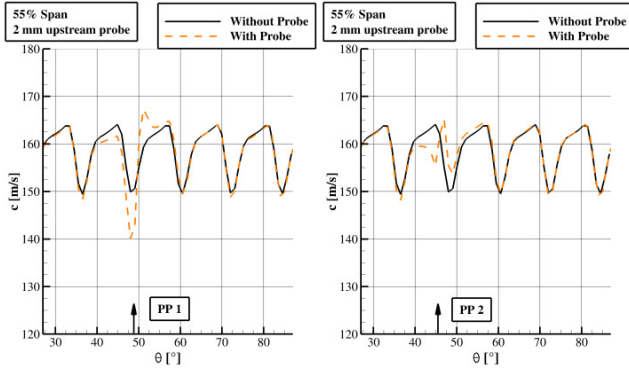 55% Span
2 mm upstream probe
Without Probe
With Probe
180
170
160
150
140
130
120
c [m/s]
30
40
50
60
70
80
θ [°]
PP 1
55% Span
2 mm upstream probe
Without Probe
With Probe
180
170
160
150
140
130
120
c [m/s]
30
40
50
60
70
80
θ [°]
PP 2